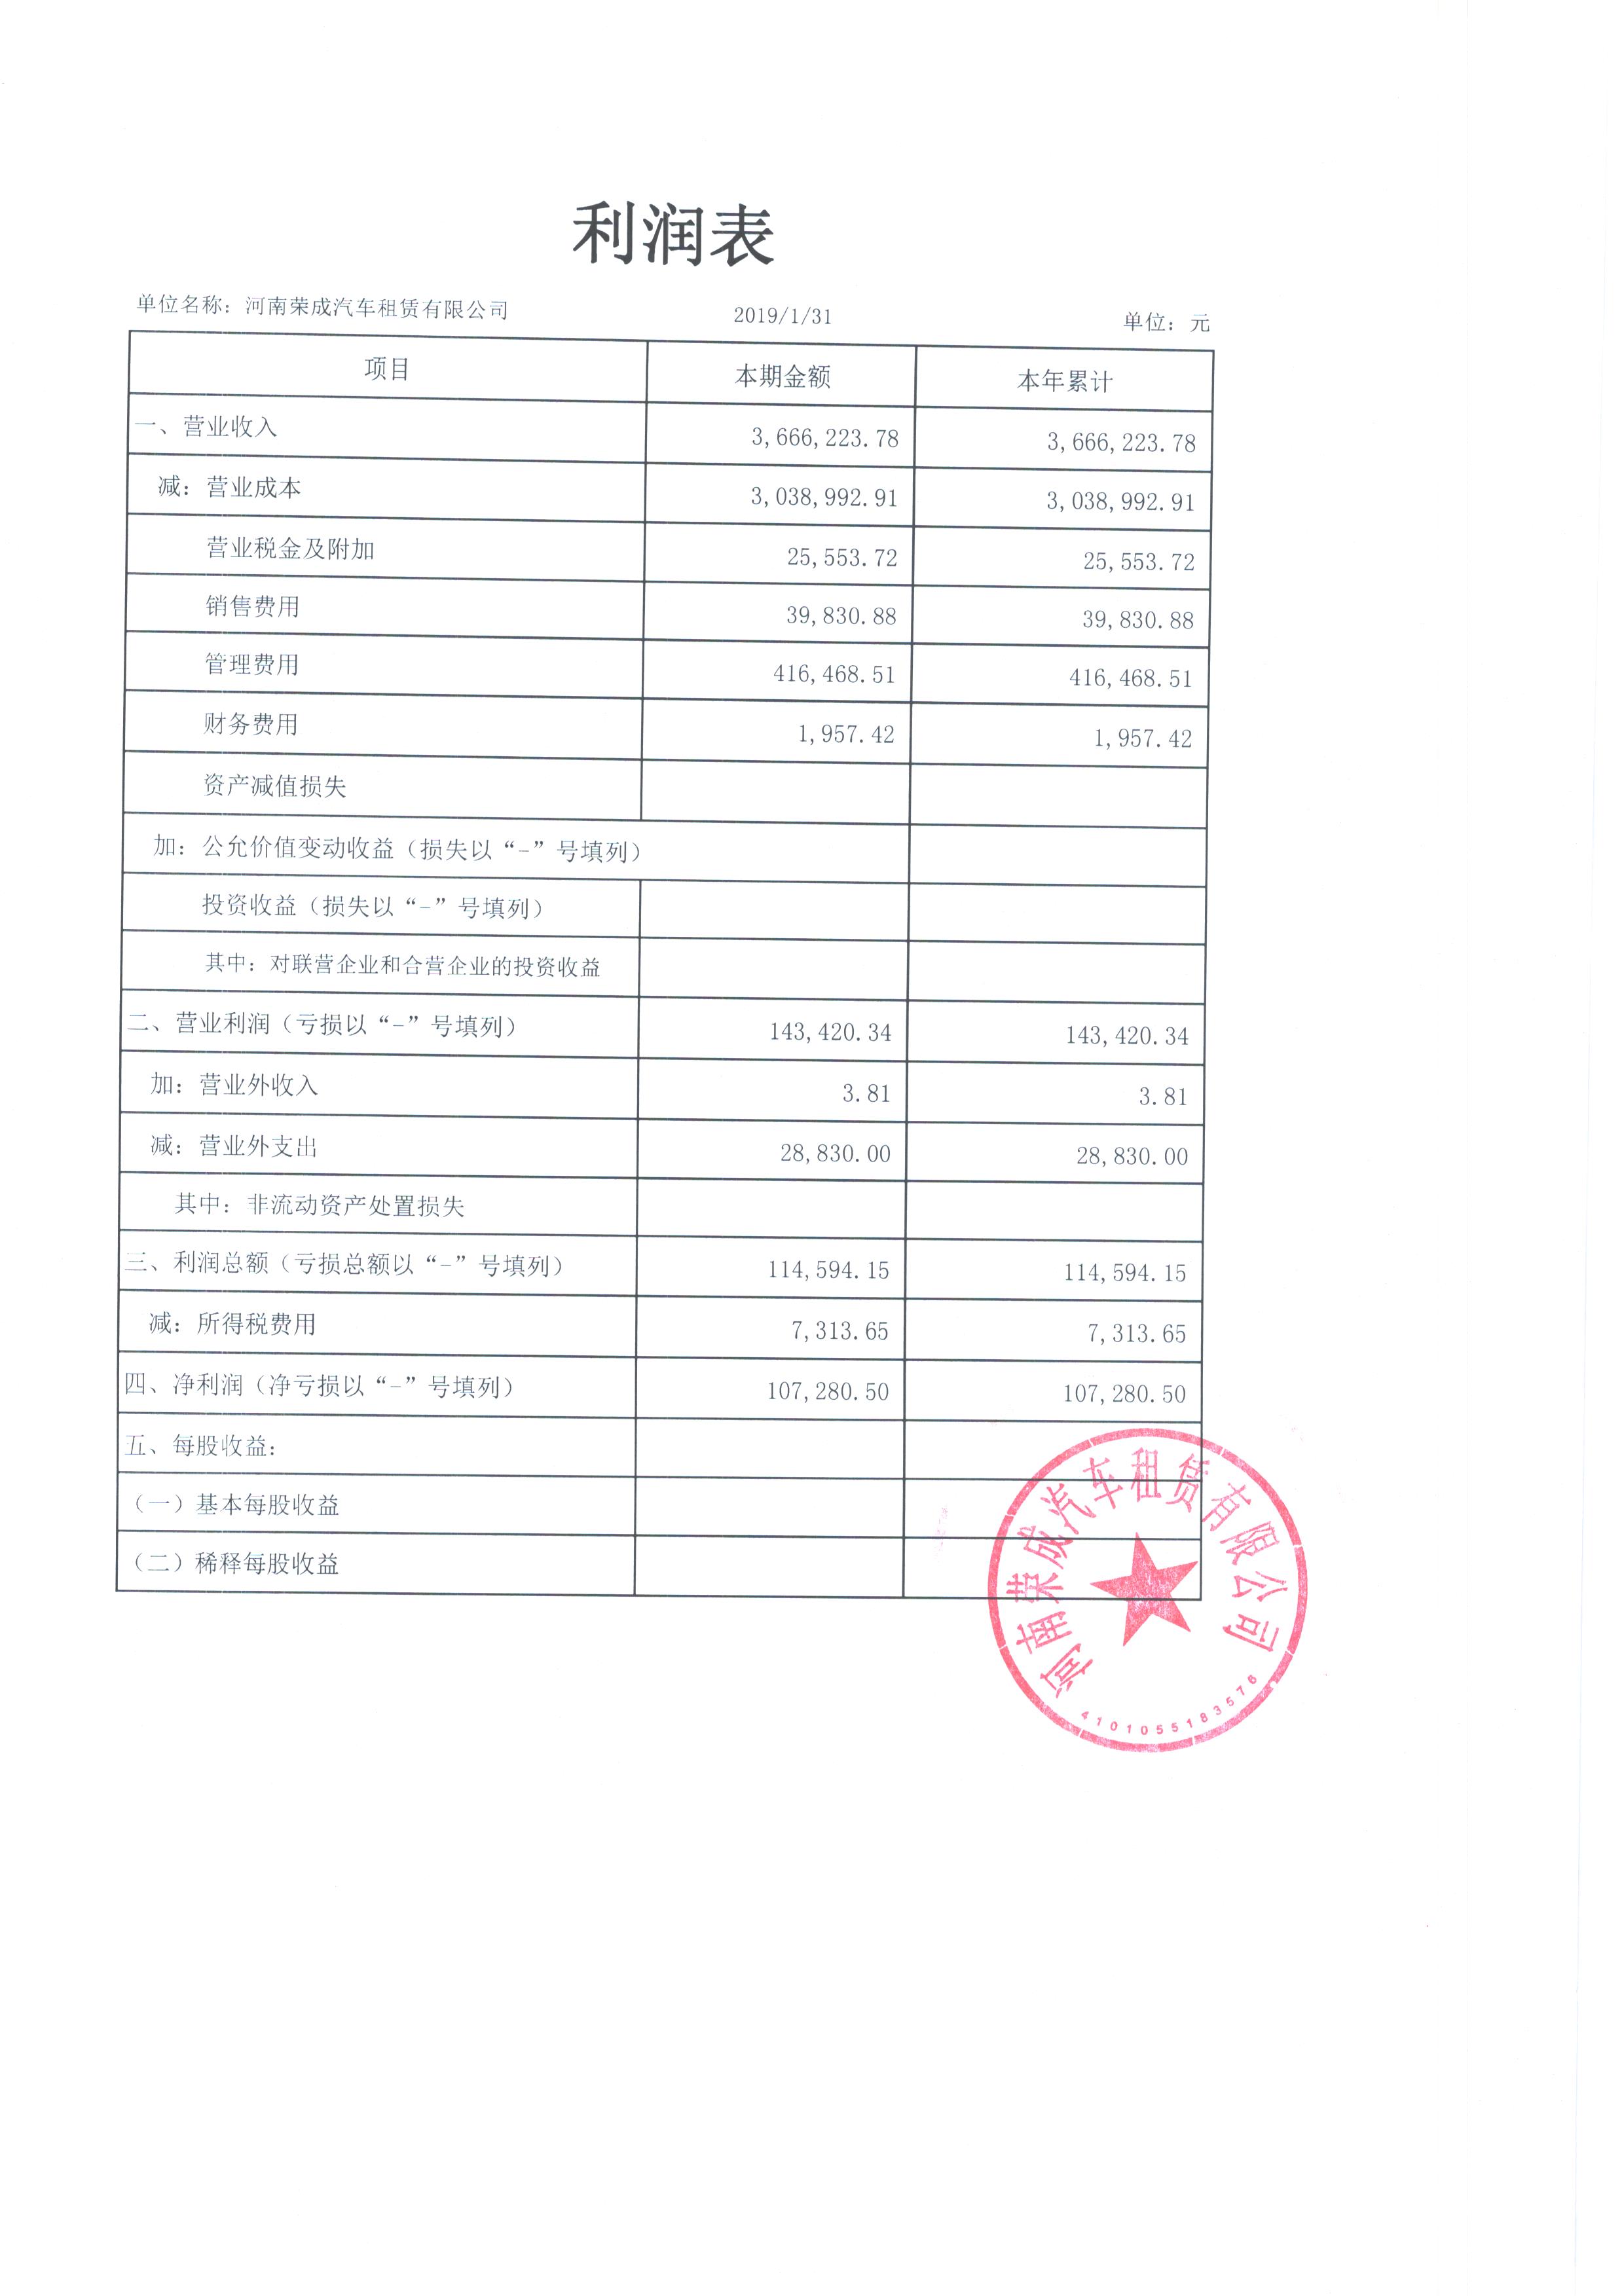 利润表
单位名称：河南荣成汽车租赁有限公司 2019/1/31 单位：元
项目 本期金额 本年累计
一、营业收入 3,666,223.78 3,666,223.78
减：营业成本 3,038,992.91 3,038,992.91
营业税金及附加 25,553.72 25,553.72
销售费用 39,830.88 39,830.88
管理费用 416,468.51 416,468.51
财务费用 1,957.42 1,957.42
资产减值损失
加：公允价值变动收益（损失以“-”号填列）
投资收益（损失以“-”号填列）
其中：对联营企业和合营企业的投资收益
二、营业利润（亏损以“-”号填列） 143,420.34 143,420.34
加：营业外收入 3.81 3.81
减：营业外支出 28,830.00 28,830.00
其中：非流动资产处置损失
三、利润总额（亏损总额以“-”号填列） 114,594.15 114,594.15
减：所得税费用 7,313.65 7,313.65
四、净利润（净亏损以“-”号填列） 107,280.50 107,280.50
五、每股收益：
（一）基本每股收益
（二）稀释每股收益
河南荣成汽车租赁有限公司
4101055183576